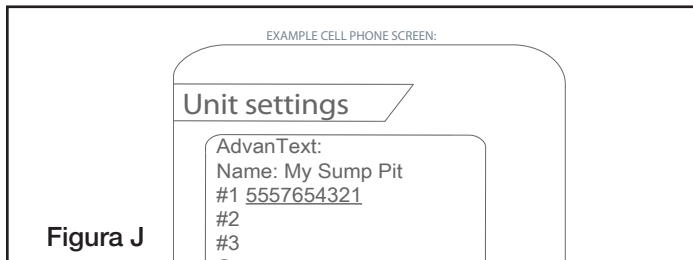 EXAMPLE CELL PHONE SCREEN:
Unit settings
AdvanText:
Name: My Sump Pit
#1 5557654321
#2
#3
Figura J